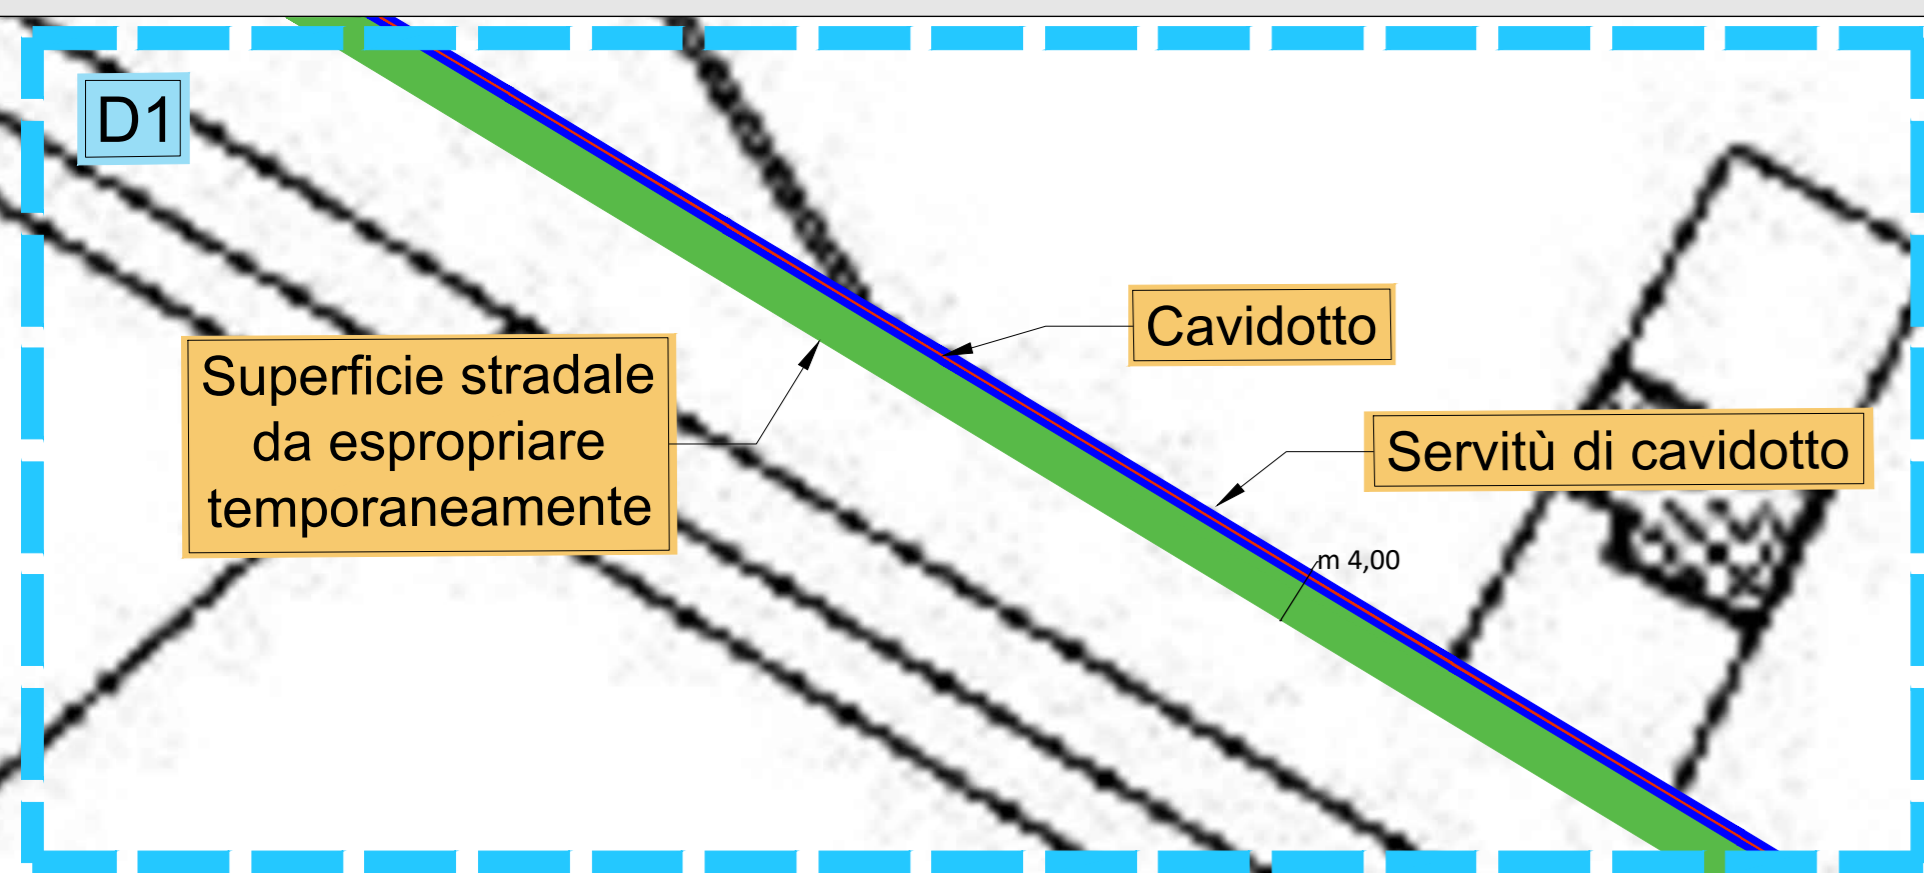 D1
Cavidotto
Superficie stradale
da espropriare
temporaneamente
Servitù di cavidotto
m 4,00